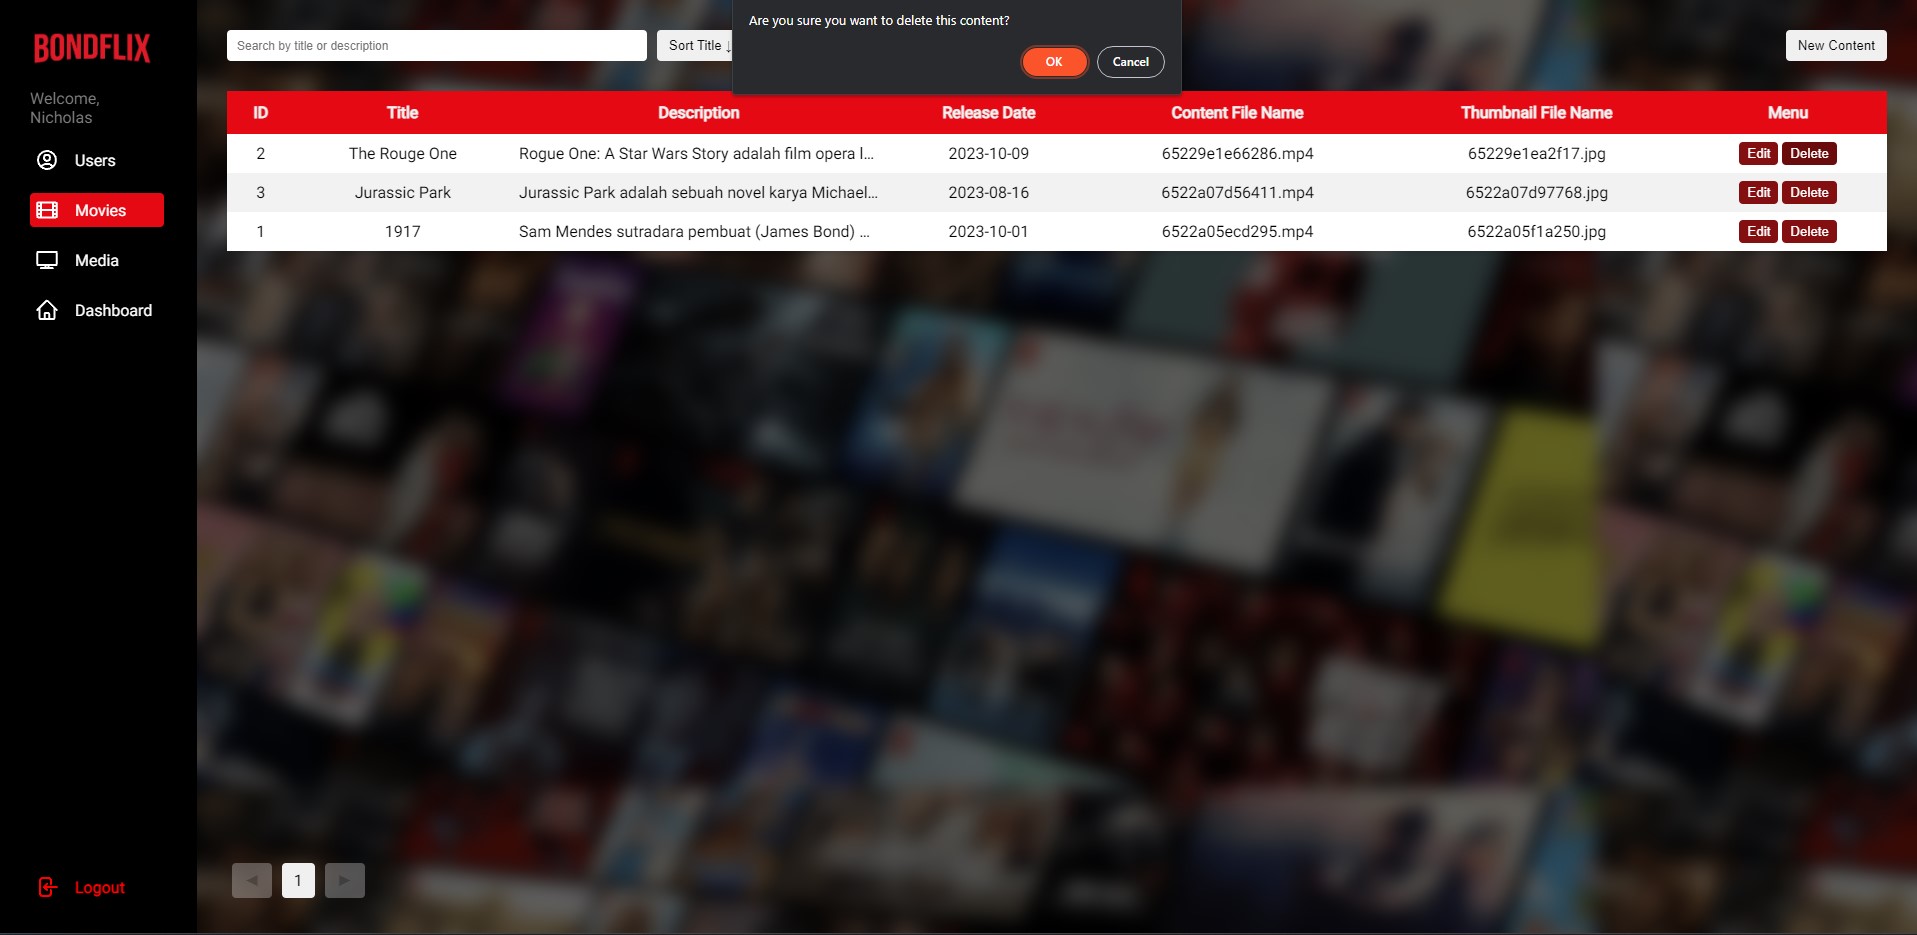 BONDFLIX
Welcome,
Nicholas
Users
Movies
Media
Dashboard
Logout
Search by title or description
Sort Title ↓
Are you sure you want to delete this content?
OK Cancel
New Content
ID Title Description Release Date Content File Name Thumbnail File Name Menu
2 The Rouge One Rogue One: A Star Wars Story adalah film opera l... 2023-10-09 65229e1e66286.mp4 65229e1ea2f17.jpg Edit Delete
3 Jurassic Park Jurassic Park adalah sebuah novel karya Michael... 2023-08-16 6522a07d56411.mp4 6522a07d97768.jpg Edit Delete
1 1917 Sam Mendes sutradara pembuat (James Bond) ... 2023-10-01 6522a05ecd295.mp4 6522a05f1a250.jpg Edit Delete
◀ 1 ▶